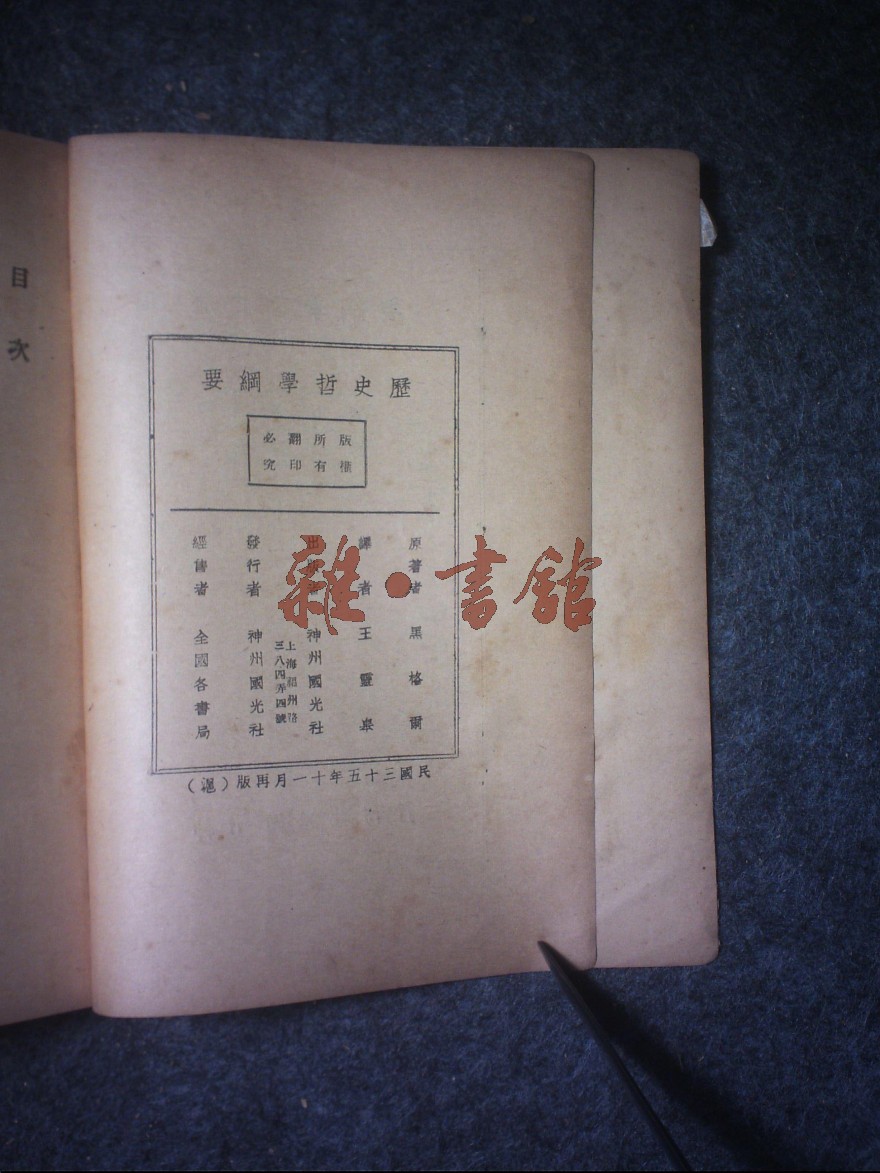 歷史哲學綱要
版權所有翻印必究
原著者 黑格爾
譯者 王靈皋
出版者 神州國光社
上海福州路
三八四弄四號
發行者 神州國光社
經售者 全國各書局
民國三十五年十一月再版（滬）
目次
雜·書館